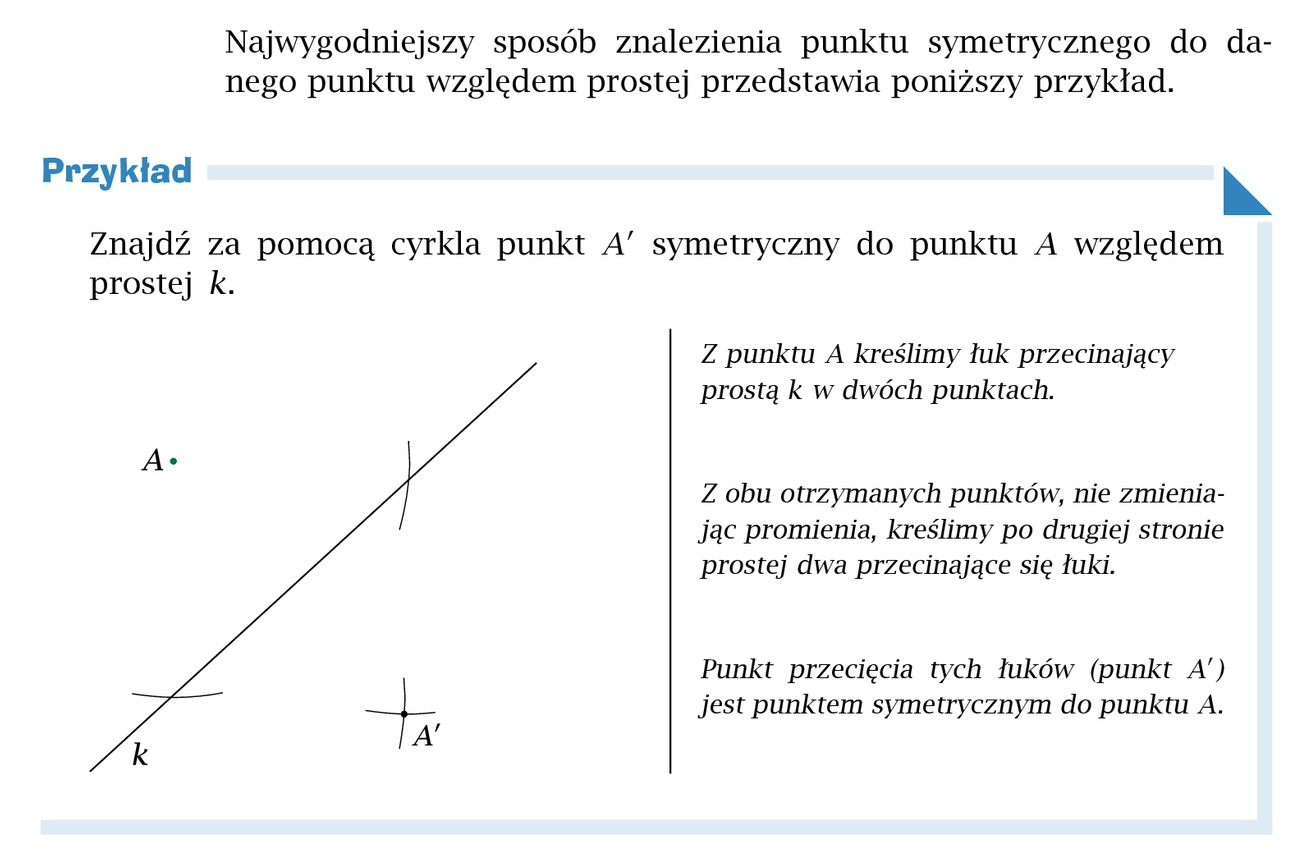 Najwygodniejszy sposób znalezienia punktu symetrycznego do da-
nego punktu względem prostej przedstawia poniższy przykład.
Przykład
Znajdź za pomocą cyrkla punkt A′ symetryczny do punktu A względem
prostej k.
A
k
A′
Z punktu A kreślimy łuk przecinający
prostą k w dwóch punktach.
Z obu otrzymanych punktów, nie zmienia-
jąc promienia, kreślimy po drugiej stronie
prostej dwa przecinające się łuki.
Punkt przecięcia tych łuków (punkt A′)
jest punktem symetrycznym do punktu A.